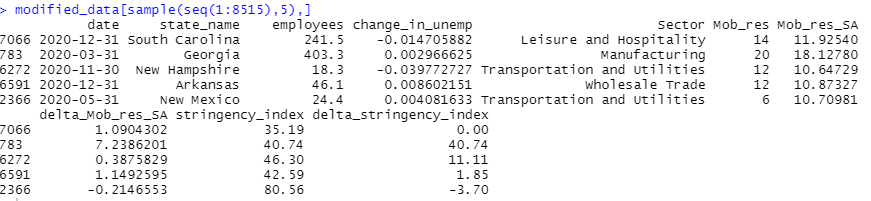 > modified_data[sample(seq(1:8515),5),]
date state_name employees change_in_unemp Sector Mob_res Mob_res_SA
7066 2020-12-31 South Carolina 241.5 -0.014705882 Leisure and Hospitality 14 11.92540
783 2020-03-31 Georgia 403.3 0.002966625 Manufacturing 20 18.12780
6272 2020-11-30 New Hampshire 18.3 -0.039772727 Transportation and Utilities 12 10.64729
6591 2020-12-31 Arkansas 46.1 0.008602151 Wholesale Trade 12 10.87327
2366 2020-05-31 New Mexico 24.4 0.004081633 Transportation and Utilities 6 10.70981
delta_Mob_res_SA stringency_index delta_stringency_index
7066 1.0904302 35.19 0.00
783 7.2386201 40.74 40.74
6272 0.3875829 46.30 11.11
6591 1.1492595 42.59 1.85
2366 -0.2146553 80.56 -3.70